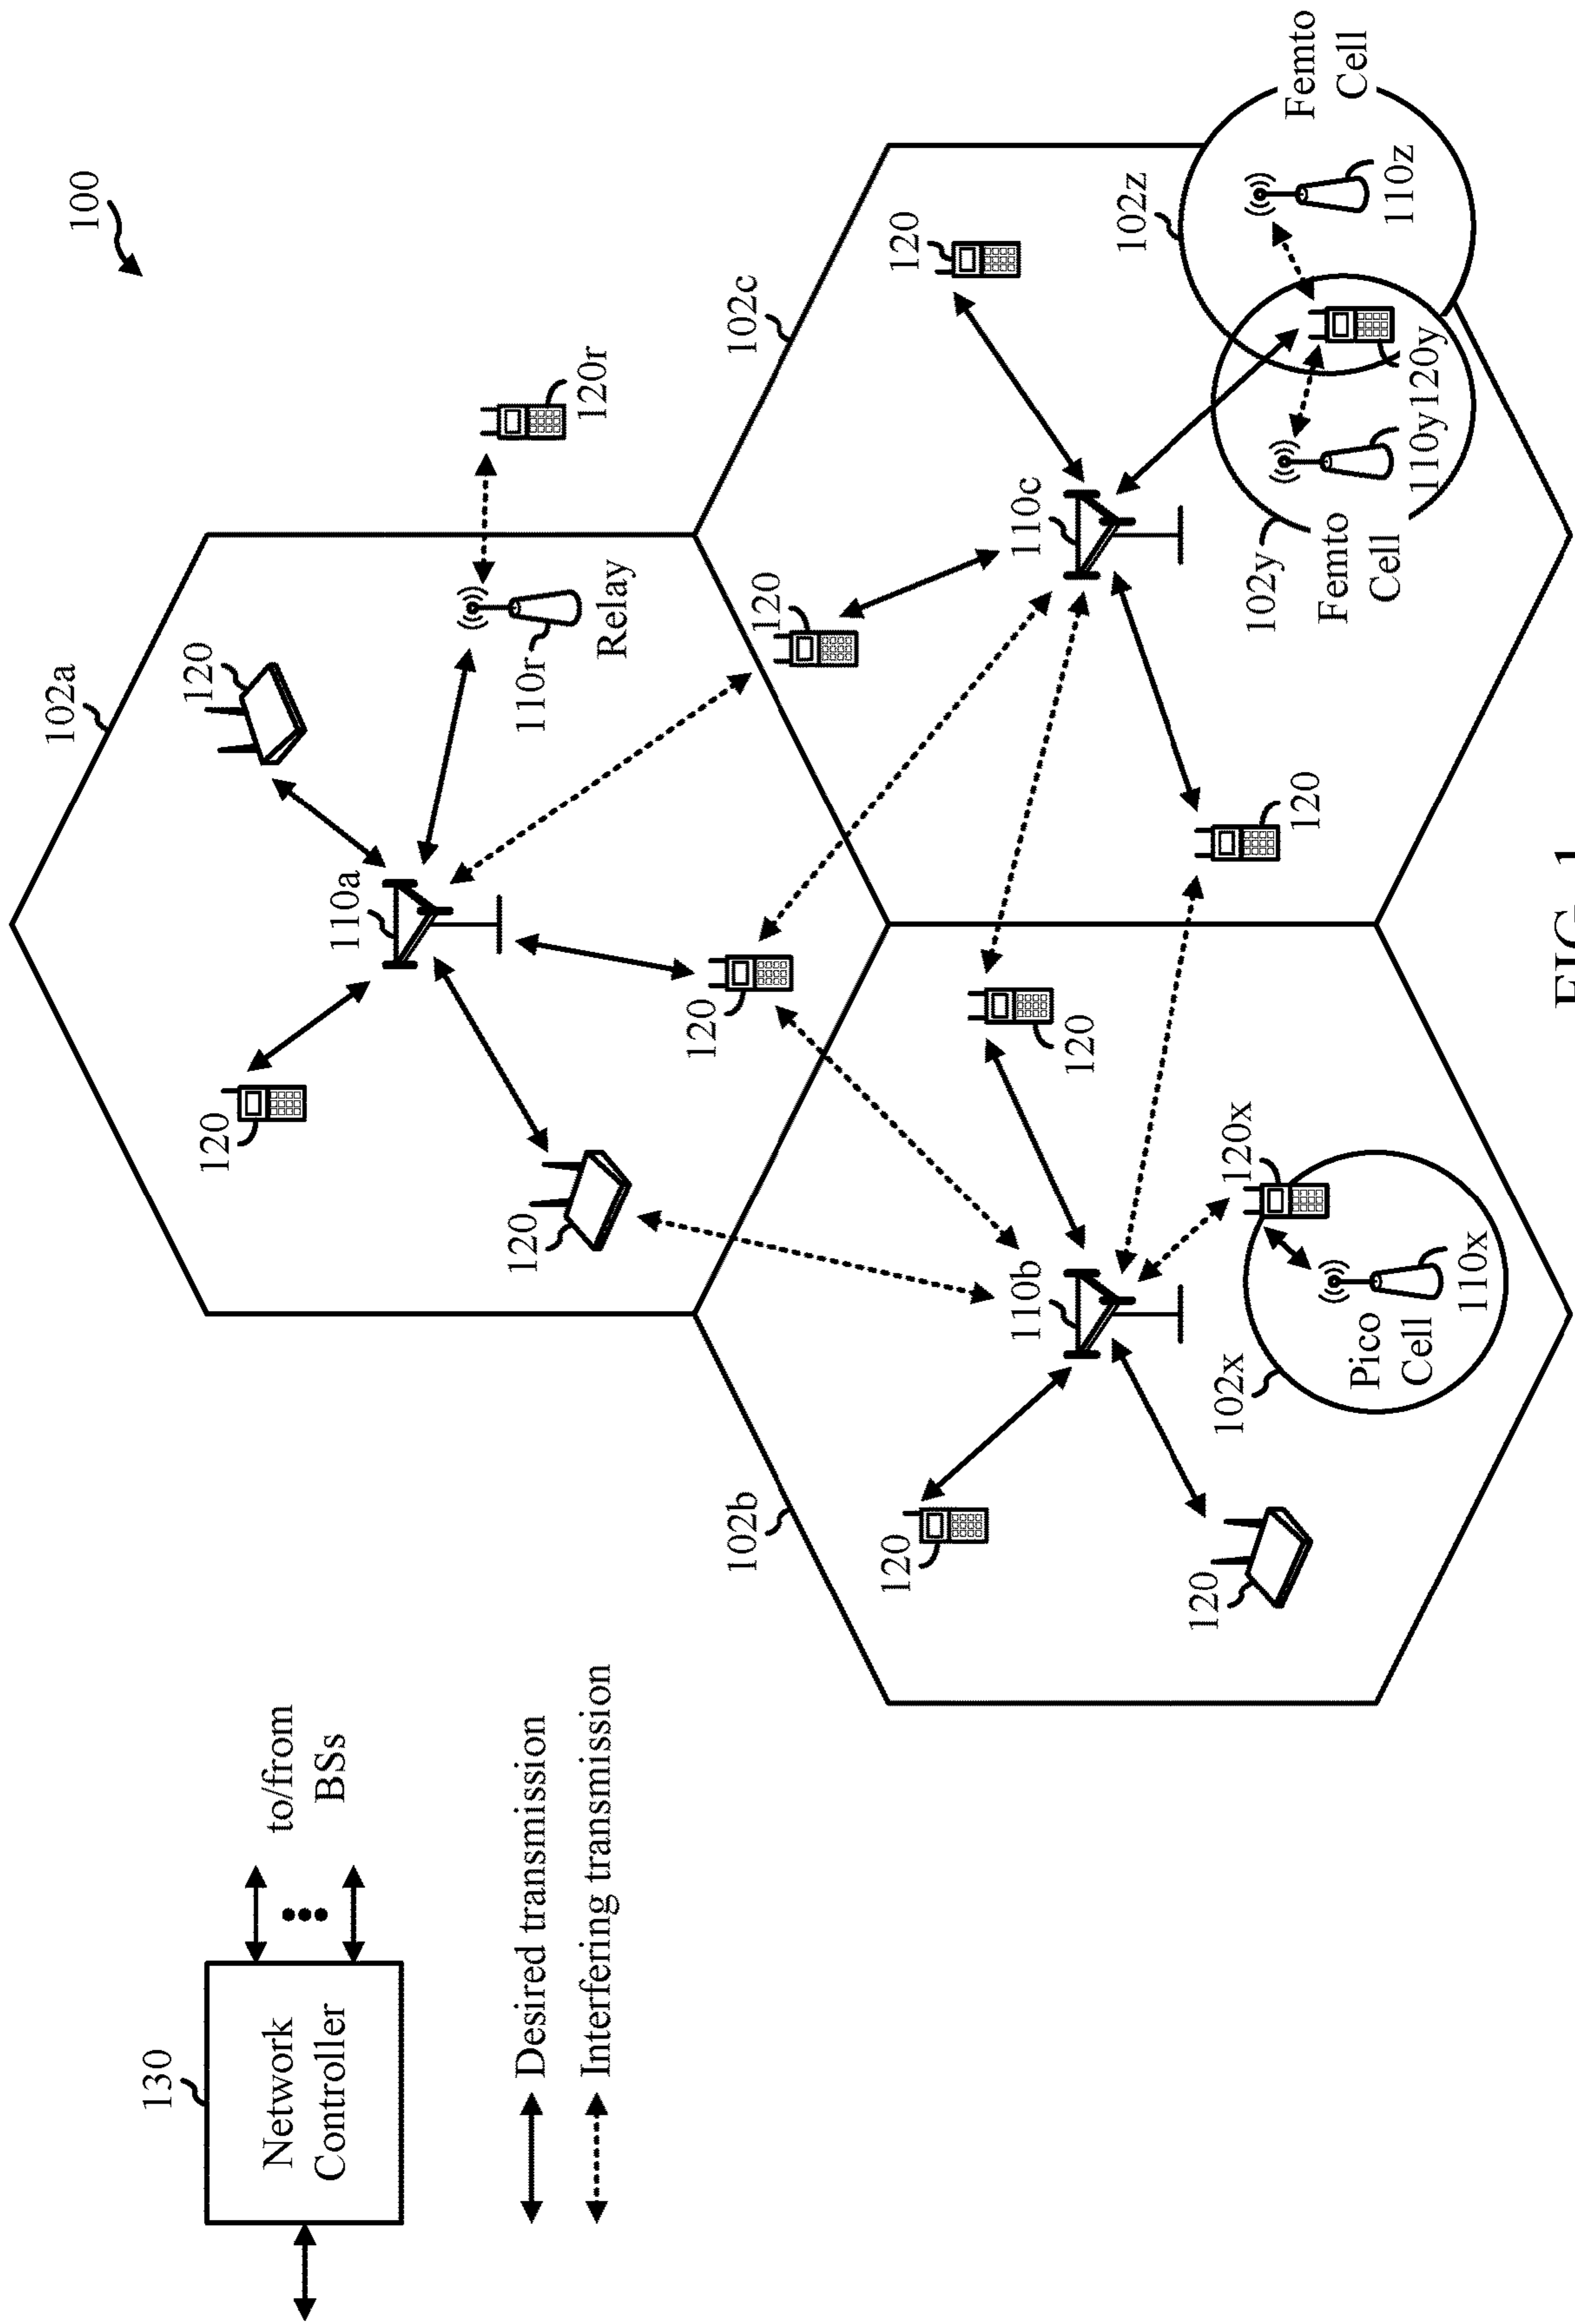 100
102a
130
120
120
Network
Controller
to/from
BSs
110a
120
110r
120r
Relay
Desired transmission
Interfering transmission
120
102b
120
102c
120
120
110b
110c
120
102z
120
102x
120x
102y
120
Femto
Cell
Femto
Cell
Pico
Cell
110z
110y
120y
110x
FIG. 1